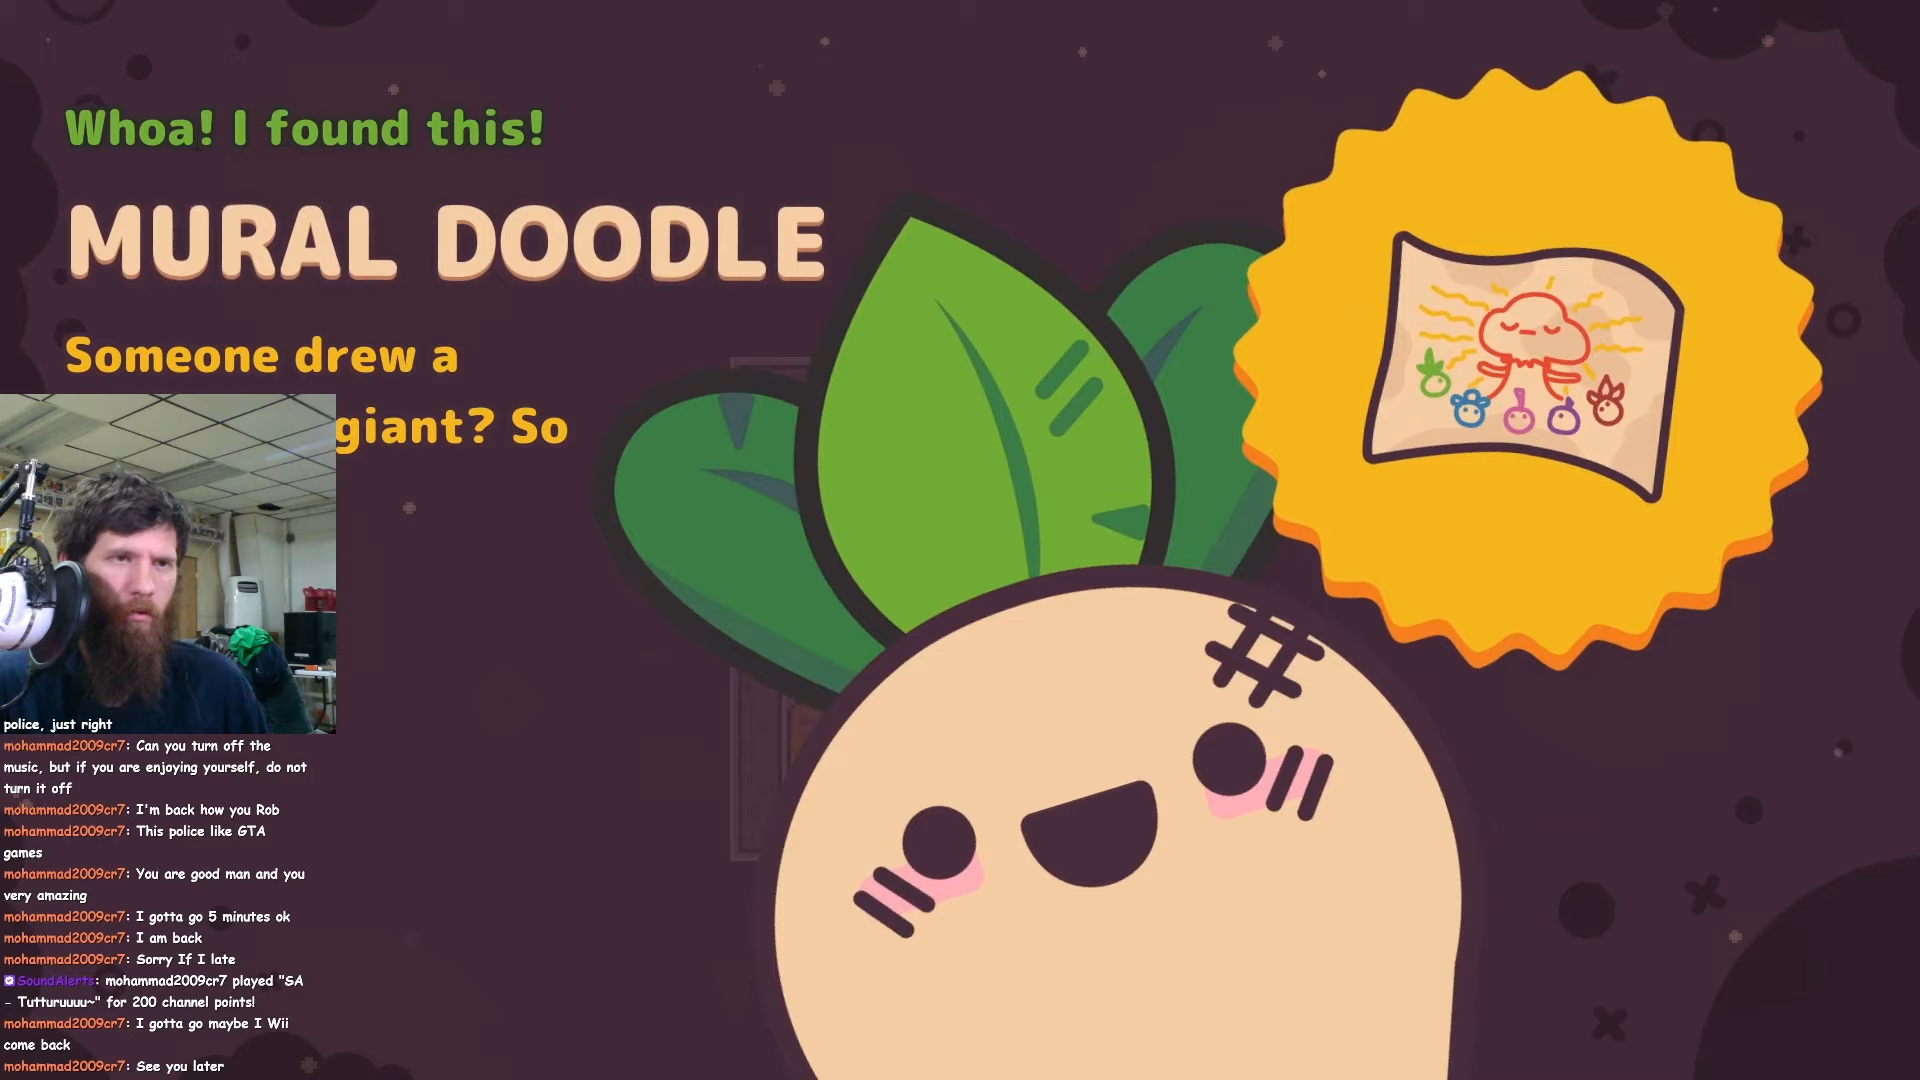 Whoa! I found this!
MURAL DOODLE
Someone drew a
giant? So
police, just right
mohammad2009cr7: Can you turn off the
music, but if you are enjoying yourself, do not
turn it off
mohammad2009cr7: I'm back how you Rob
mohammad2009cr7: This police like GTA
games
mohammad2009cr7: You are good man and you
very amazing
mohammad2009cr7: I gotta go 5 minutes ok
mohammad2009cr7: I am back
mohammad2009cr7: Sorry If I late
SoundAlerts: mohammad2009cr7 played "SA
- Tutturuuuu~" for 200 channel points!
mohammad2009cr7: I gotta go maybe I Wii
come back
mohammad2009cr7: See you later